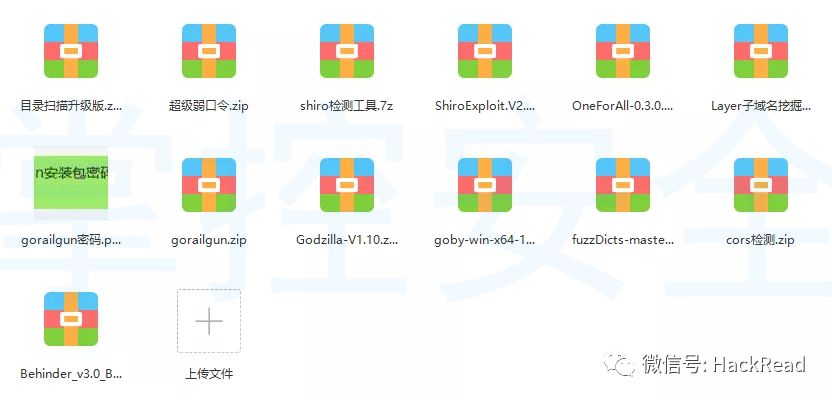 目录扫描升级版.z...
超级弱口令.zip
shiro检测工具.7z
ShiroExploit.V2....
OneForAll-0.3.0....
Layer子域名挖掘...
n安装包密码
gorailgun密码.p...
gorailgun.zip
Godzilla-V1.10.z...
goby-win-x64-1...
fuzzDicts-maste...
cors检测.zip
Behinder_v3.0_B...
上传文件
掌控安全
微信号: HackRead